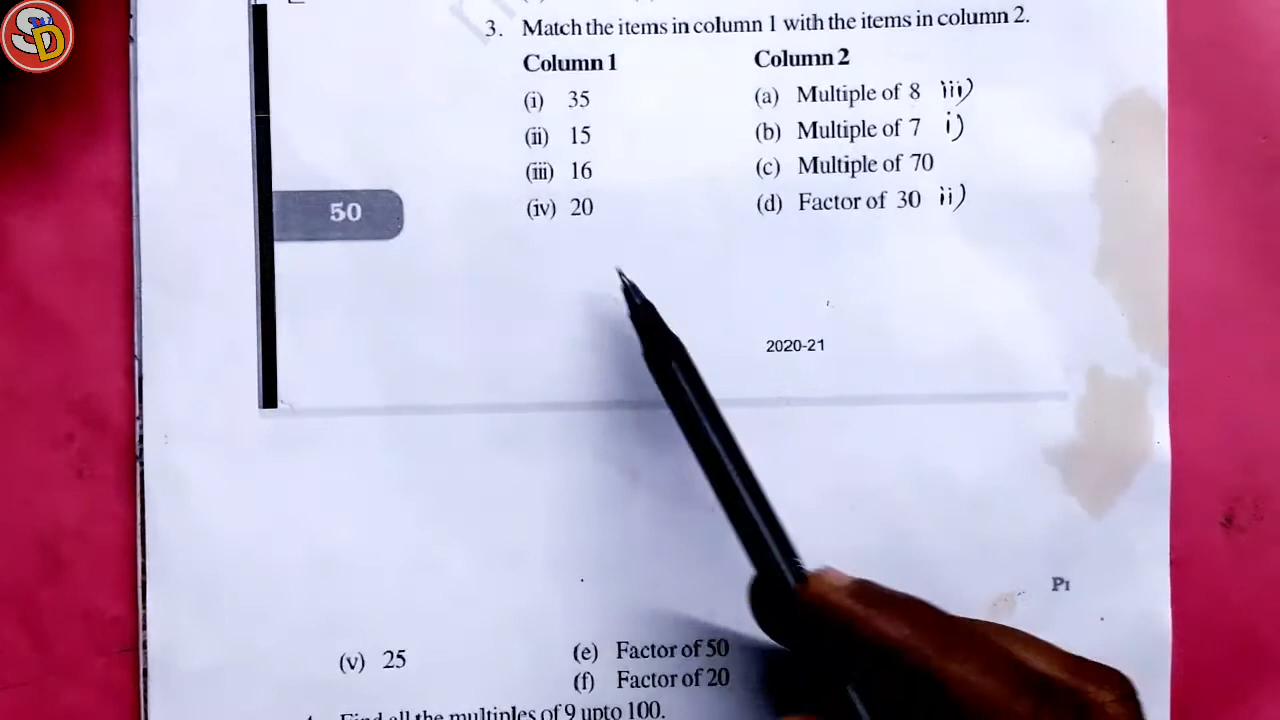 SD
3. Match the items in column 1 with the items in column 2.
Column 1 Column 2
(i) 35 (a) Multiple of 8 iii)
(ii) 15 (b) Multiple of 7 i)
(iii) 16 (c) Multiple of 70
(iv) 20 (d) Factor of 30 ii)
50
2020-21
(v) 25 (e) Factor of 50
(f) Factor of 20
Find all the multiples of 9 upto 100.